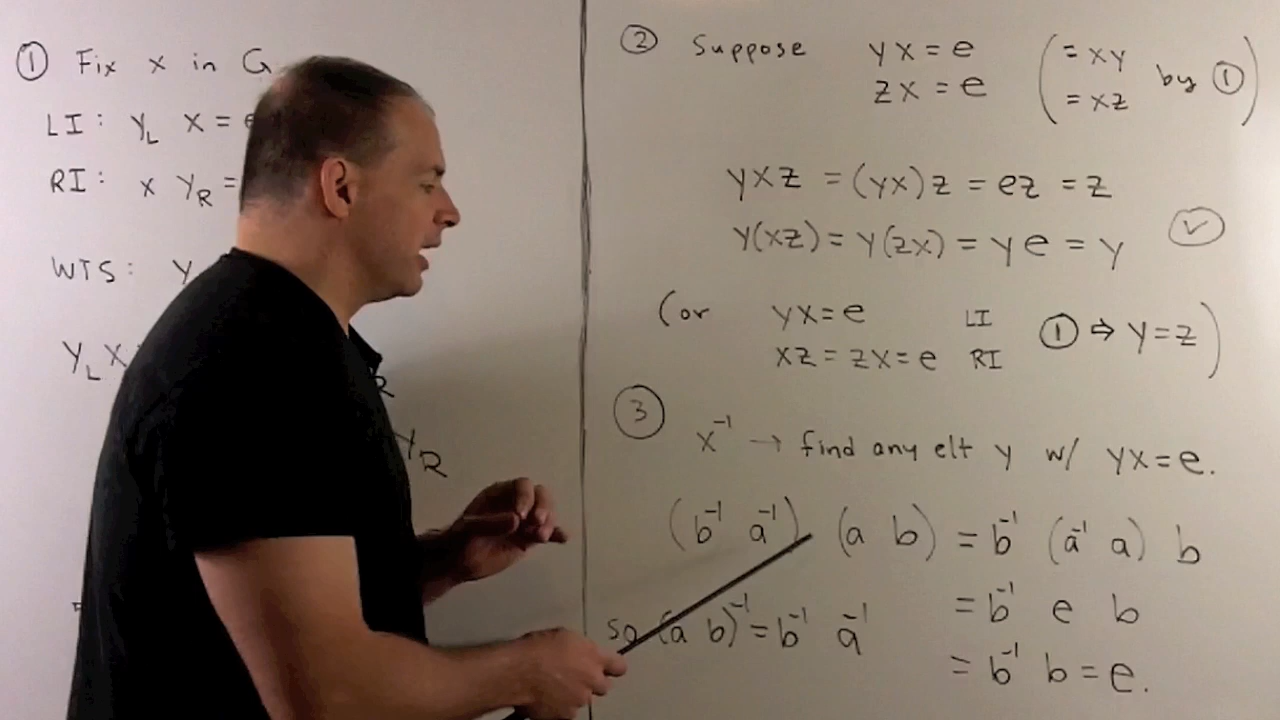 ① Fix x in G
LI: y_L x =
RI: x y_R =
WTS: y
y_L x
R
y_R
② Suppose yx = e (= xy
zx = e = xz by ①)
yxz = (yx)z = ez = z
y(xz) = y(zx) = ye = y ✓
(or yx = e LI ① ⇒ y = z)
xz = zx = e RI
③
x⁻¹ → find any elt y w/ yx = e.
(b⁻¹ a⁻¹) (a b) = b⁻¹ (a⁻¹ a) b
= b⁻¹ e b
so (a b)⁻¹ = b⁻¹ a⁻¹
= b⁻¹ b = e.